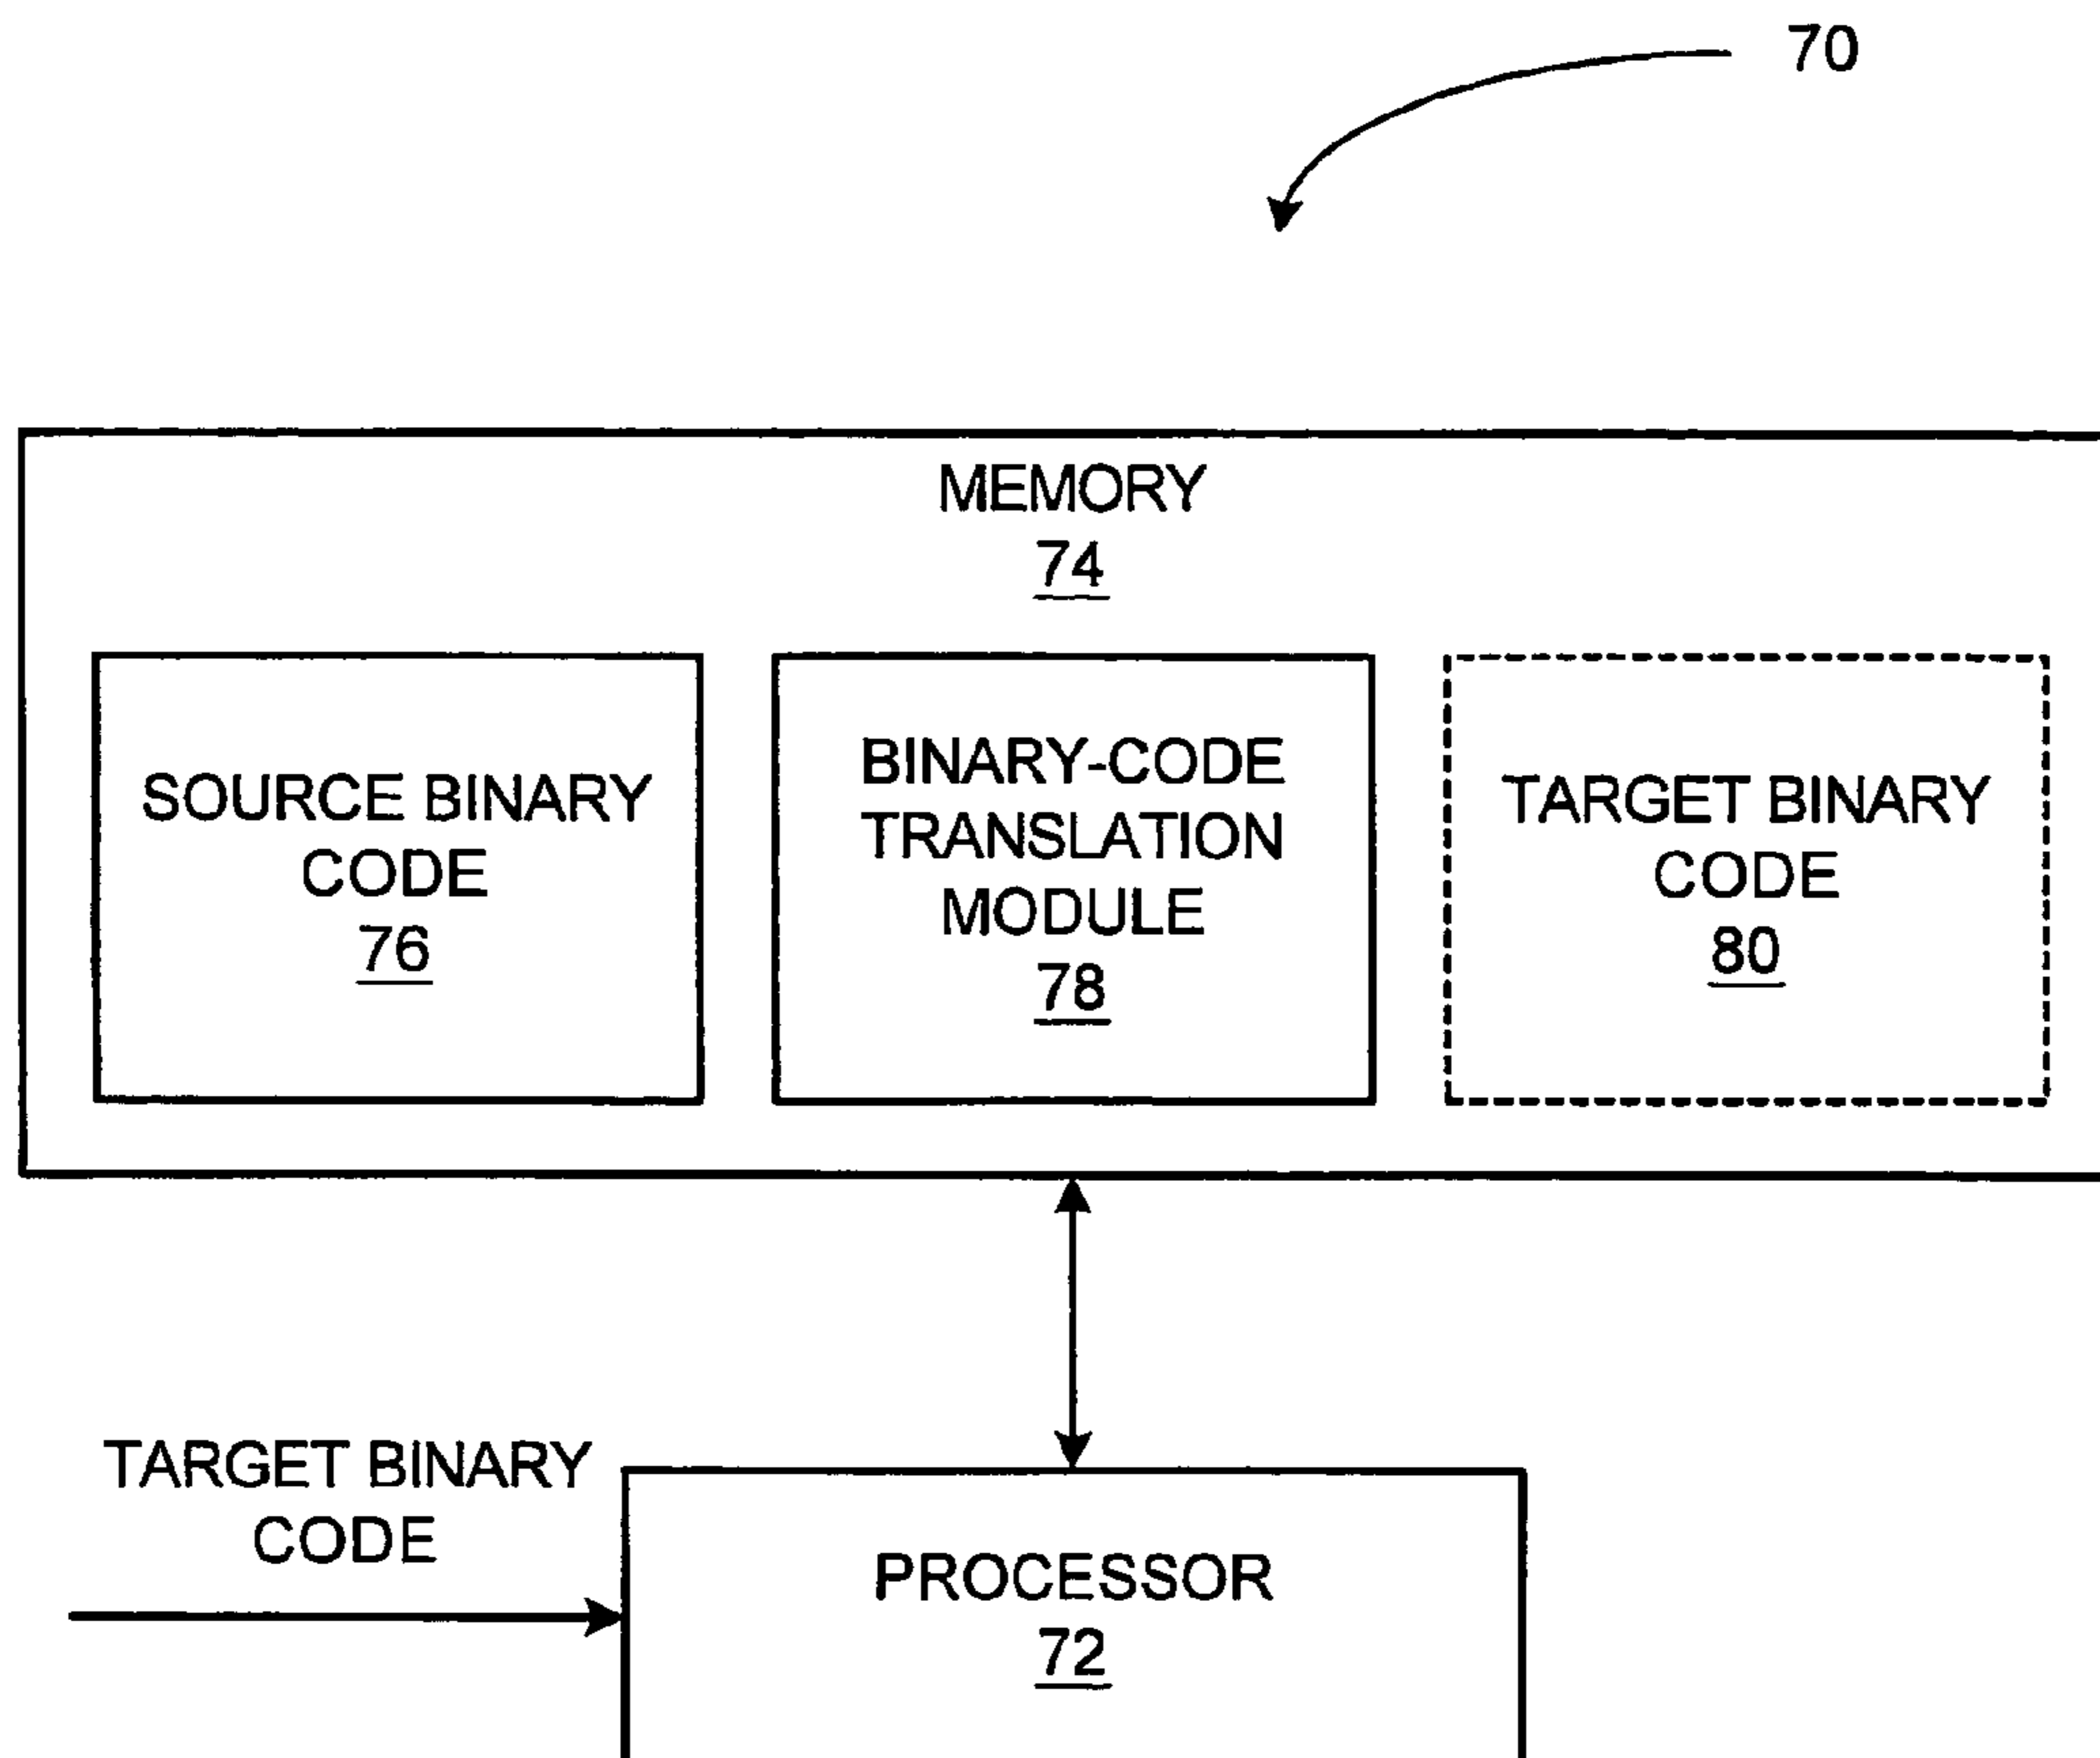 70
MEMORY
74
SOURCE BINARY
CODE
76
BINARY-CODE
TRANSLATION
MODULE
78
TARGET BINARY
CODE
80
TARGET BINARY
CODE
PROCESSOR
72